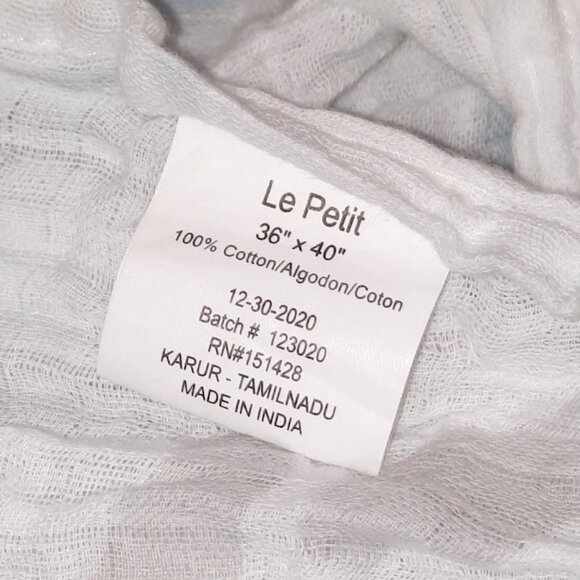 Le Petit
36" x 40"
100% Cotton/Algodon/Coton
12-30-2020
Batch # 123020
RN#151428
KARUR - TAMILNADU
MADE IN INDIA